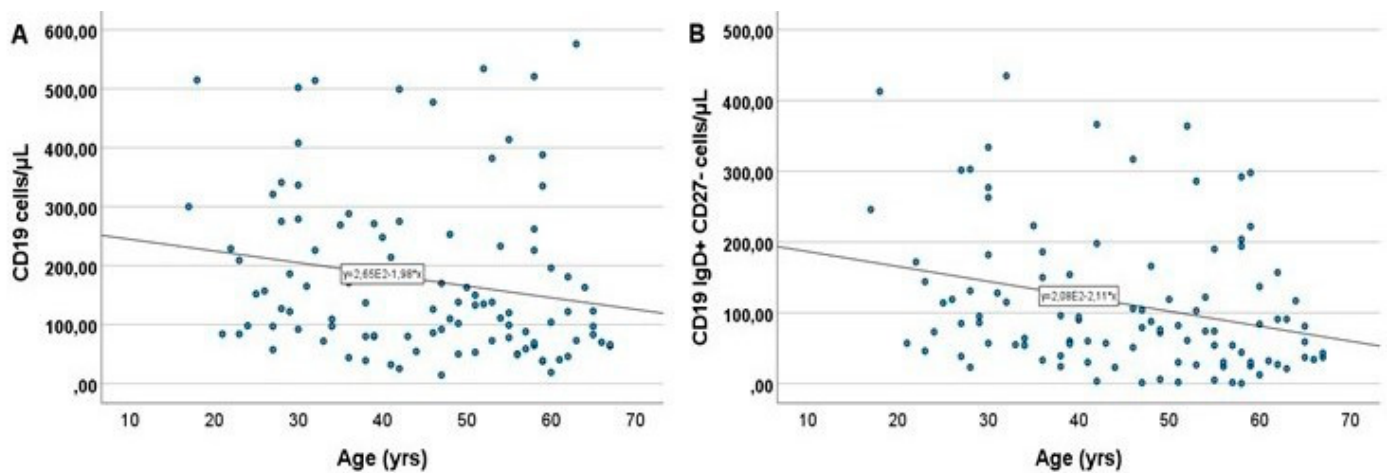 A
CD19 cells/µL
600,00
500,00
400,00
300,00
200,00
100,00
,00
y=2,65E2-1,98*x
10 20 30 40 50 60 70
Age (yrs)
B
CD19 IgD+ CD27- cells/µL
500,00
400,00
300,00
200,00
100,00
,00
y=2,08E2-2,11*x
10 20 30 40 50 60 70
Age (yrs)